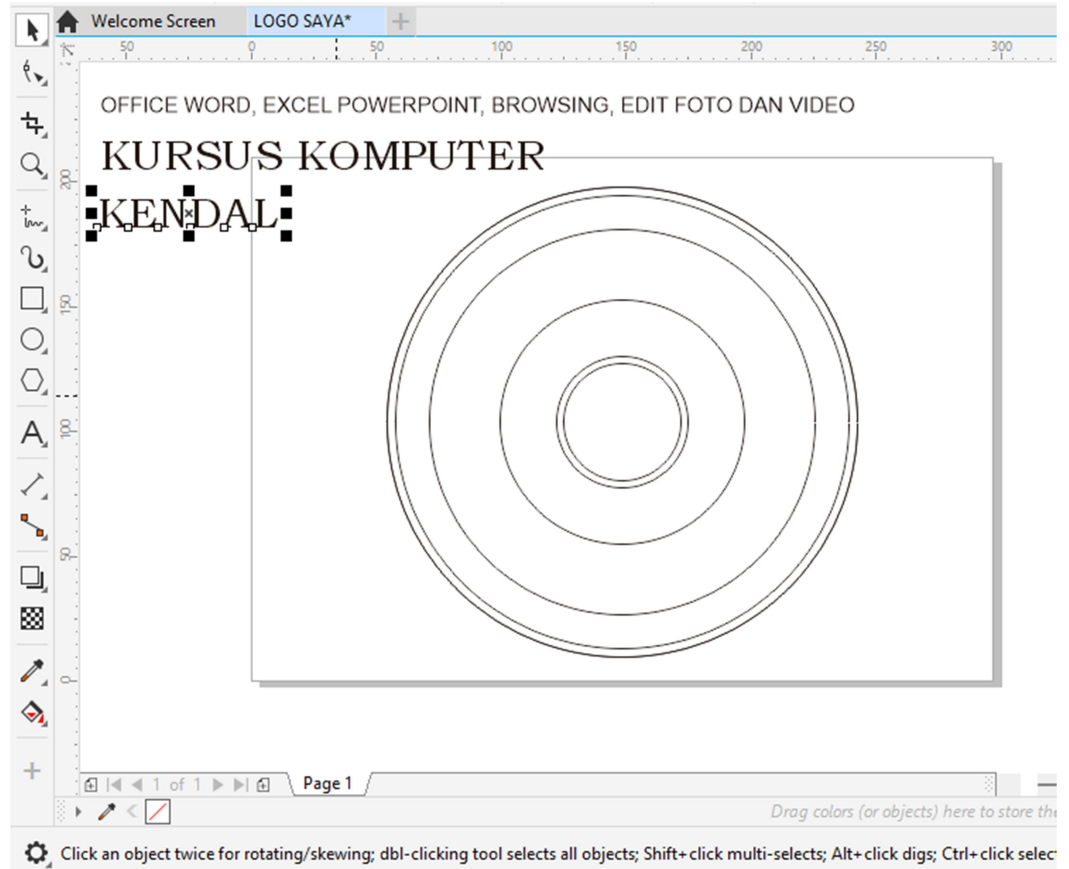 Welcome Screen
LOGO SAYA*
50 0 50 100 150 200 250 300
OFFICE WORD, EXCEL POWERPOINT, BROWSING, EDIT FOTO DAN VIDEO
KURSUS KOMPUTER
KENDAL
200
150
100
50
0
1 of 1
Page 1
Drag colors (or objects) here to store the
Click an object twice for rotating/skewing; dbl-clicking tool selects all objects; Shift+click multi-selects; Alt+click digs; Ctrl+click selec